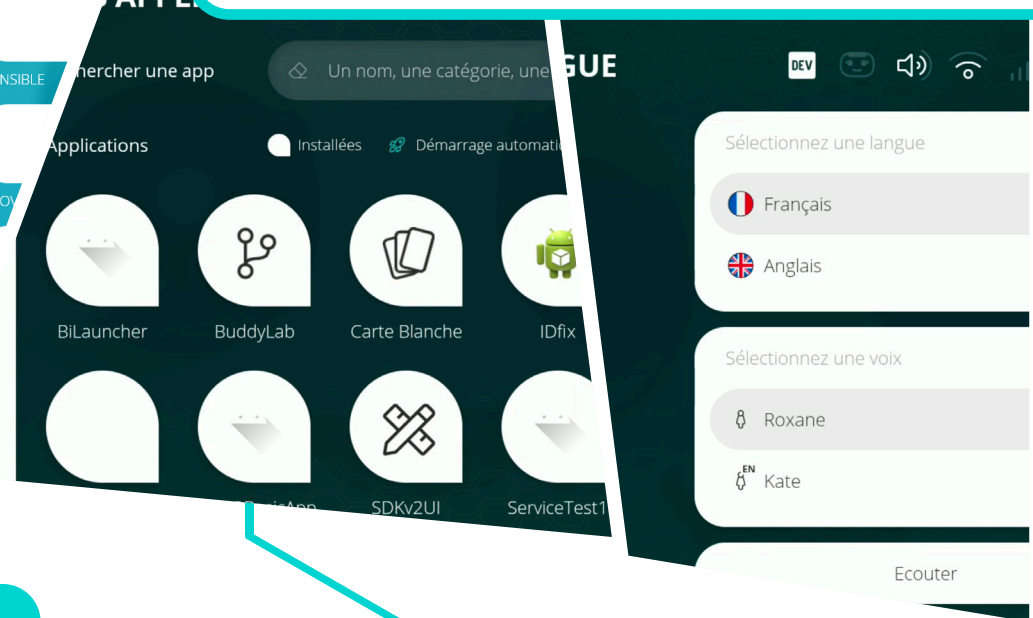 NSIBLE
hercher une app
Un nom, une catégorie, une
Applications
Installées
Démarrage automati
BiLauncher
BuddyLab
Carte Blanche
IDfix
SDKv2UI
ServiceTest1
GUE
DEV
Sélectionnez une langue
Français
Anglais
Sélectionnez une voix
Roxane
EN
Kate
Ecouter